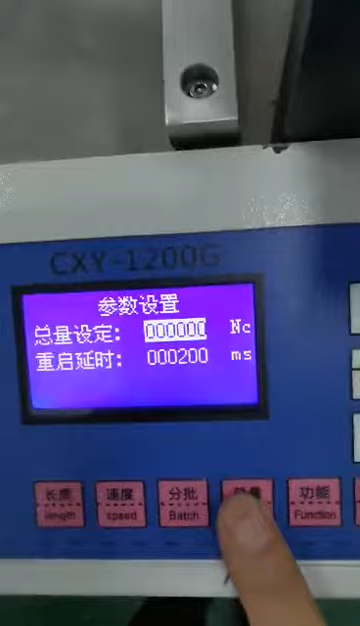 CXY-1200G
参数设置
总量设定: 000000 Nc
重启延时: 000200 ms
长度 速度 分批 功能
length speed Batch Function